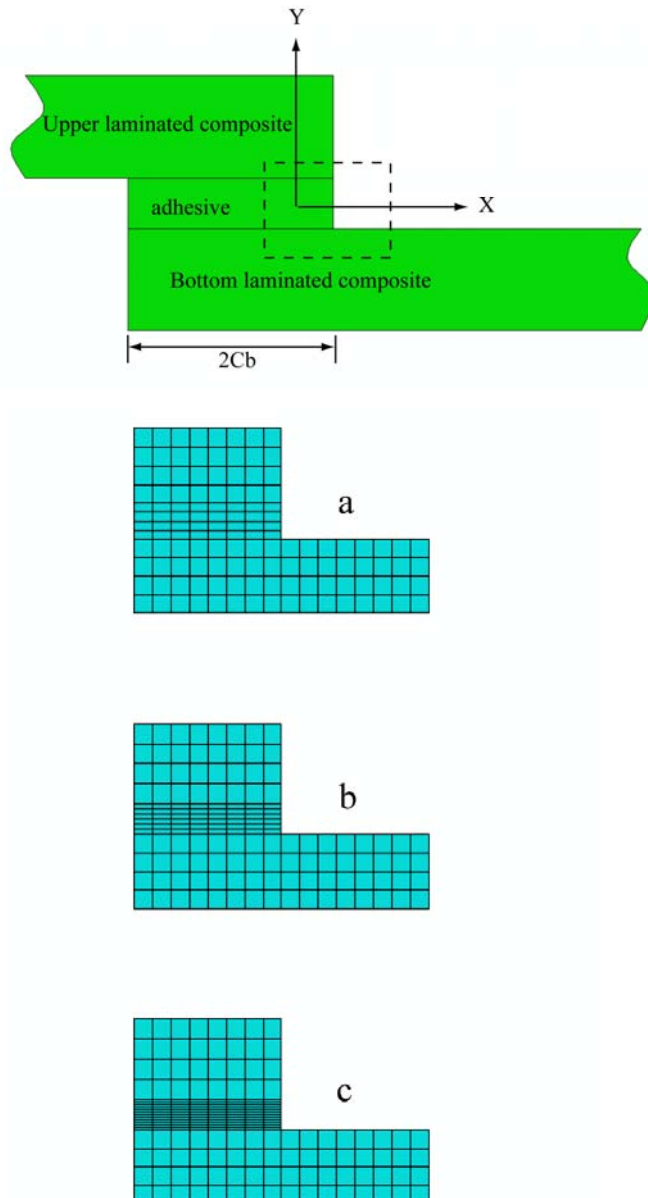 Y
Upper laminated composite
adhesive
X
Bottom laminated composite
2Cb
a
b
c